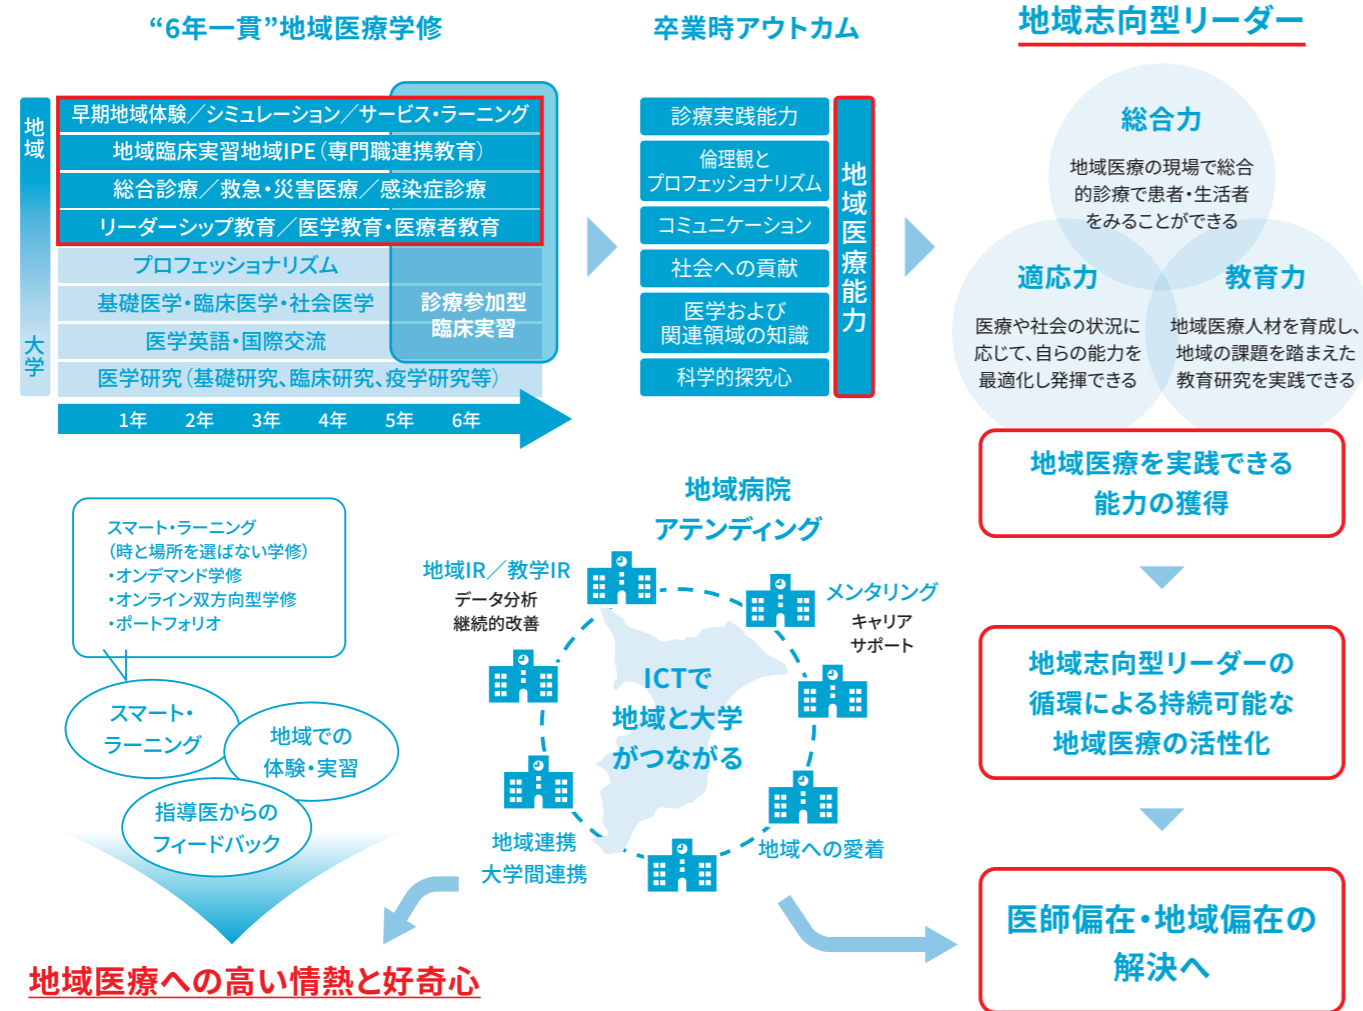 “6年一貫”地域医療学修
地域
大学
早期地域体験／シミュレーション／サービス・ラーニング
地域臨床実習地域IPE（専門職連携教育）
総合診療／救急・災害医療／感染症診療
リーダーシップ教育／医学教育・医療者教育
プロフェッショナリズム
基礎医学・臨床医学・社会医学
医学英語・国際交流
医学研究（基礎研究、臨床研究、疫学研究等）
診療参加型
臨床実習
1年 2年 3年 4年 5年 6年
卒業時アウトカム
診療実践能力
倫理観と
プロフェッショナリズム
コミュニケーション
社会への貢献
医学および
関連領域の知識
科学的探究心
地域医療能力
地域志向型リーダー
総合力
地域医療の現場で総合
的診療で患者・生活者
をみることができる
適応力
医療や社会の状況に
応じて、自らの能力を
最適化し発揮できる
教育力
地域医療人材を育成し、
地域の課題を踏まえた
教育研究を実践できる
地域医療を実践できる
能力の獲得
地域志向型リーダーの
循環による持続可能な
地域医療の活性化
医師偏在・地域偏在の
解決へ
スマート・ラーニング
（時と場所を選ばない学修）
・オンデマンド学修
・オンライン双方向型学修
・ポートフォリオ
スマート・
ラーニング
地域での
体験・実習
指導医からの
フィードバック
地域医療への高い情熱と好奇心
地域病院
アテンディング
地域IR／教学IR
データ分析
継続的改善
メンタリング
キャリア
サポート
ICTで
地域と大学
がつながる
地域連携
大学間連携
地域への愛着